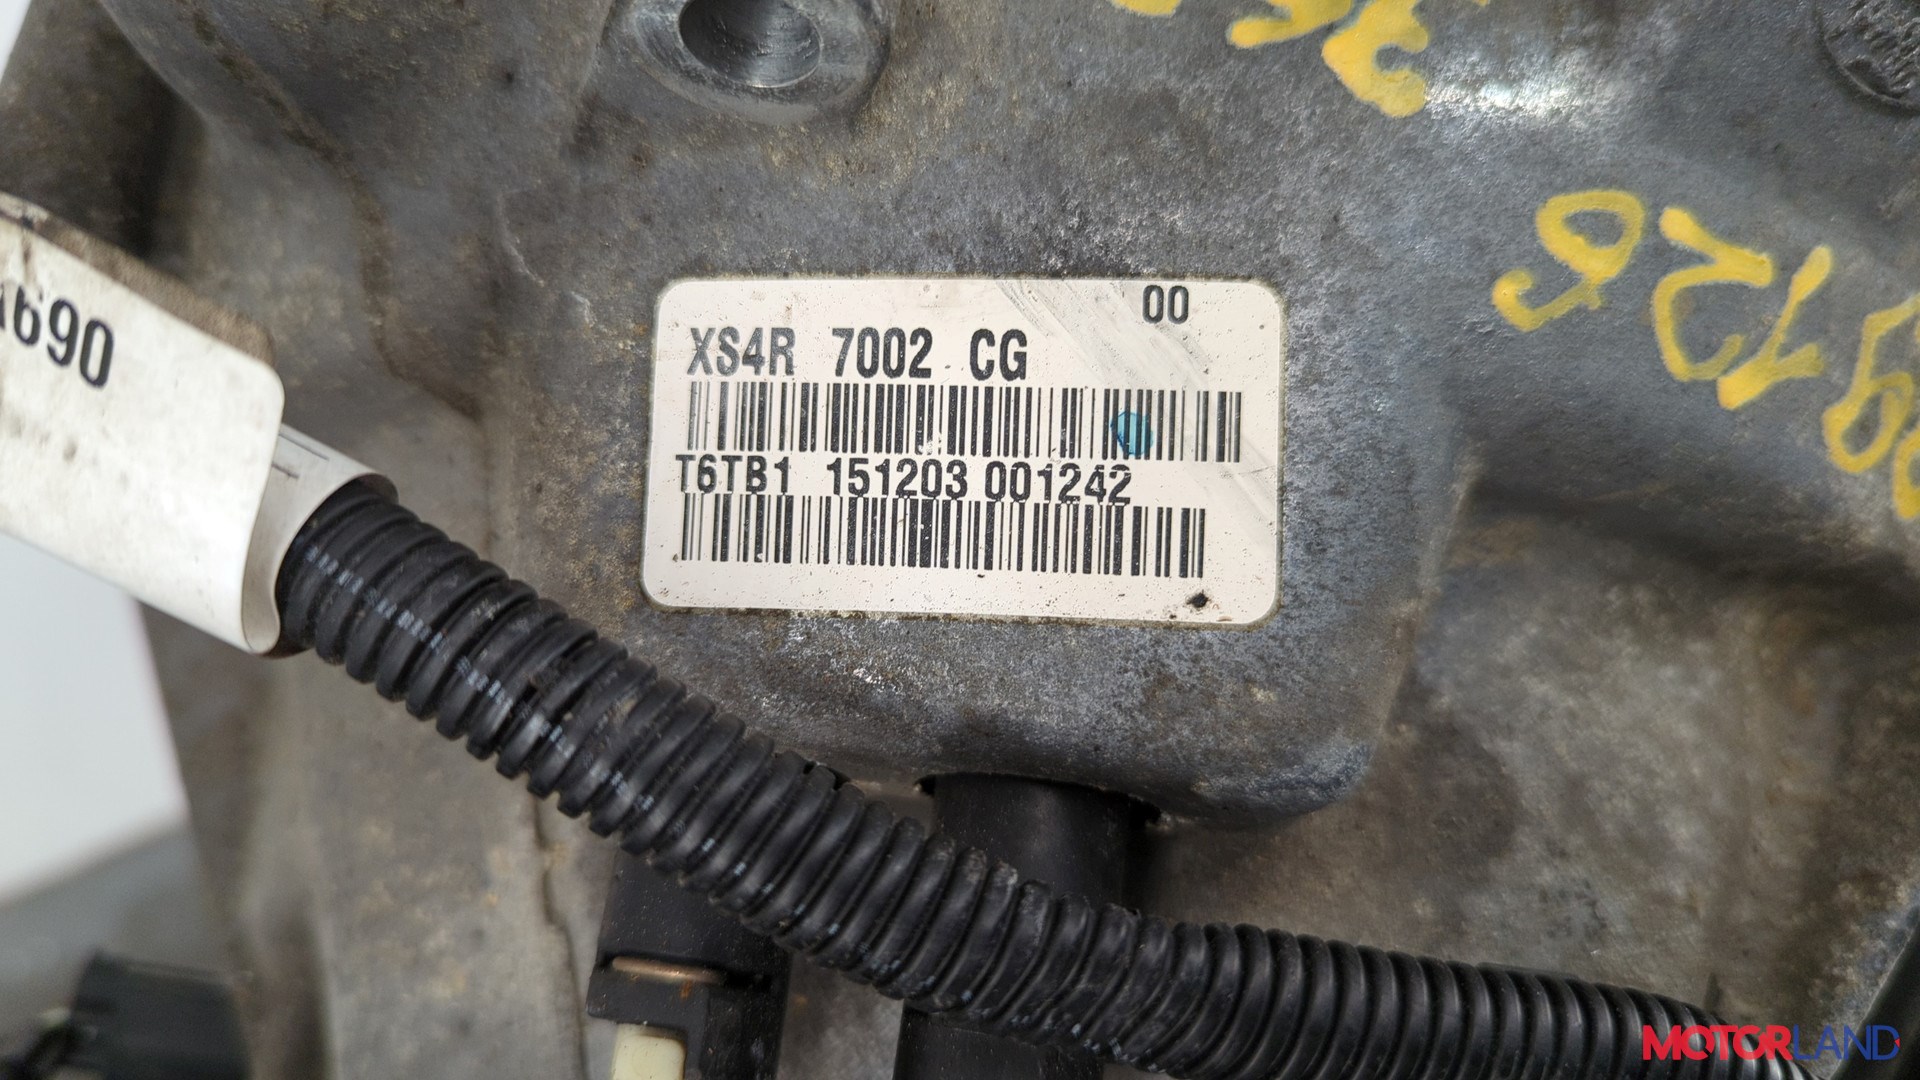 00
XS4R 7002 CG
T6TB1 151203 001242
690
MOTORLAND